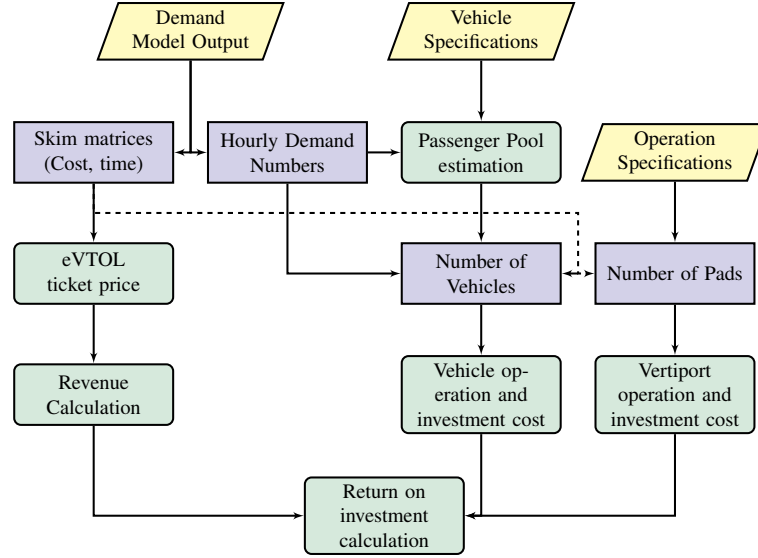 Demand
Model Output
Vehicle
Specifications
Skim matrices
(Cost, time)
Hourly Demand
Numbers
Passenger Pool
estimation
Operation
Specifications
eVTOL
ticket price
Number of
Vehicles
Number of Pads
Revenue
Calculation
Vehicle op-
eration and
investment cost
Vertiport
operation and
investment cost
Return on
investment
calculation